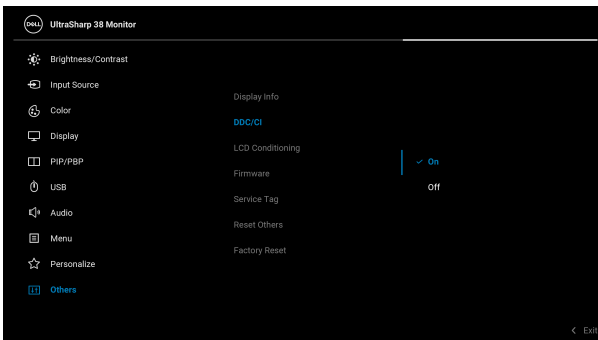 DELL UltraSharp 38 Monitor
Brightness/Contrast
Input Source
Color
Display
PIP/PBP
USB
Audio
Menu
Personalize
Others
Display Info
DDC/CI
LCD Conditioning
Firmware
Service Tag
Reset Others
Factory Reset
On
Off
Exit